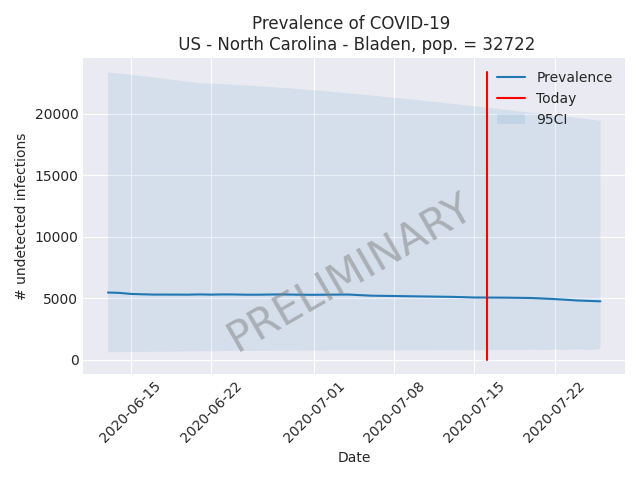 Prevalence of COVID-19
US - North Carolina - Bladen, pop. = 32722
Prevalence
Today
95CI
# undetected infections
20000
15000
10000
5000
0
PRELIMINARY
2020-06-15
2020-06-22
2020-07-01
2020-07-08
2020-07-15
2020-07-22
Date